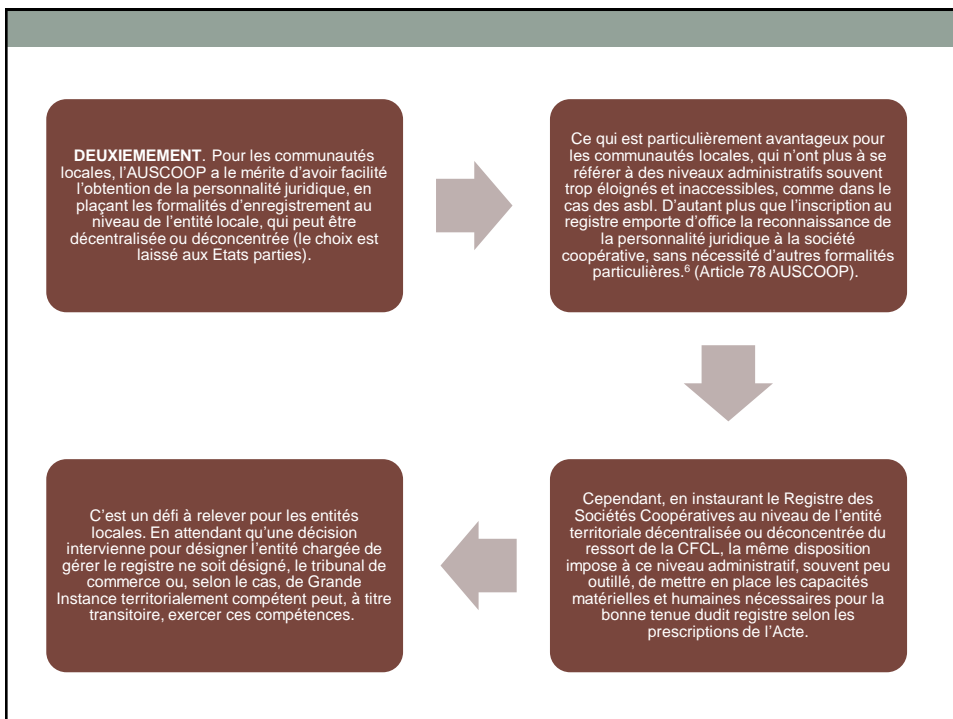 DEUXIEMEMENT. Pour les communautés
locales, l'AUSCOOP a le mérite d'avoir facilité
l'obtention de la personnalité juridique, en
plaçant les formalités d'enregistrement au
niveau de l'entité locale, qui peut être
décentralisée ou déconcentrée (le choix est
laissé aux Etats parties).
Ce qui est particulièrement avantageux pour
les communautés locales, qui n'ont plus à se
référer à des niveaux administratifs souvent
trop éloignés et inaccessibles, comme dans le
cas des asbl. D'autant plus que l'inscription au
registre emporte d'office la reconnaissance de
la personnalité juridique à la société
coopérative, sans nécessité d'autres formalités
particulières.⁶ (Article 78 AUSCOOP).
Cependant, en instaurant le Registre des
Sociétés Coopératives au niveau de l'entité
territoriale décentralisée ou déconcentrée du
ressort de la CFCL, la même disposition
impose à ce niveau administratif, souvent peu
outillé, de mettre en place les capacités
matérielles et humaines nécessaires pour la
bonne tenue dudit registre selon les
prescriptions de l'Acte.
C'est un défi à relever pour les entités
locales. En attendant qu'une décision
intervienne pour désigner l'entité chargée de
gérer le registre ne soit désigné, le tribunal de
commerce ou, selon le cas, de Grande
Instance territorialement compétent peut, à titre
transitoire, exercer ces compétences.